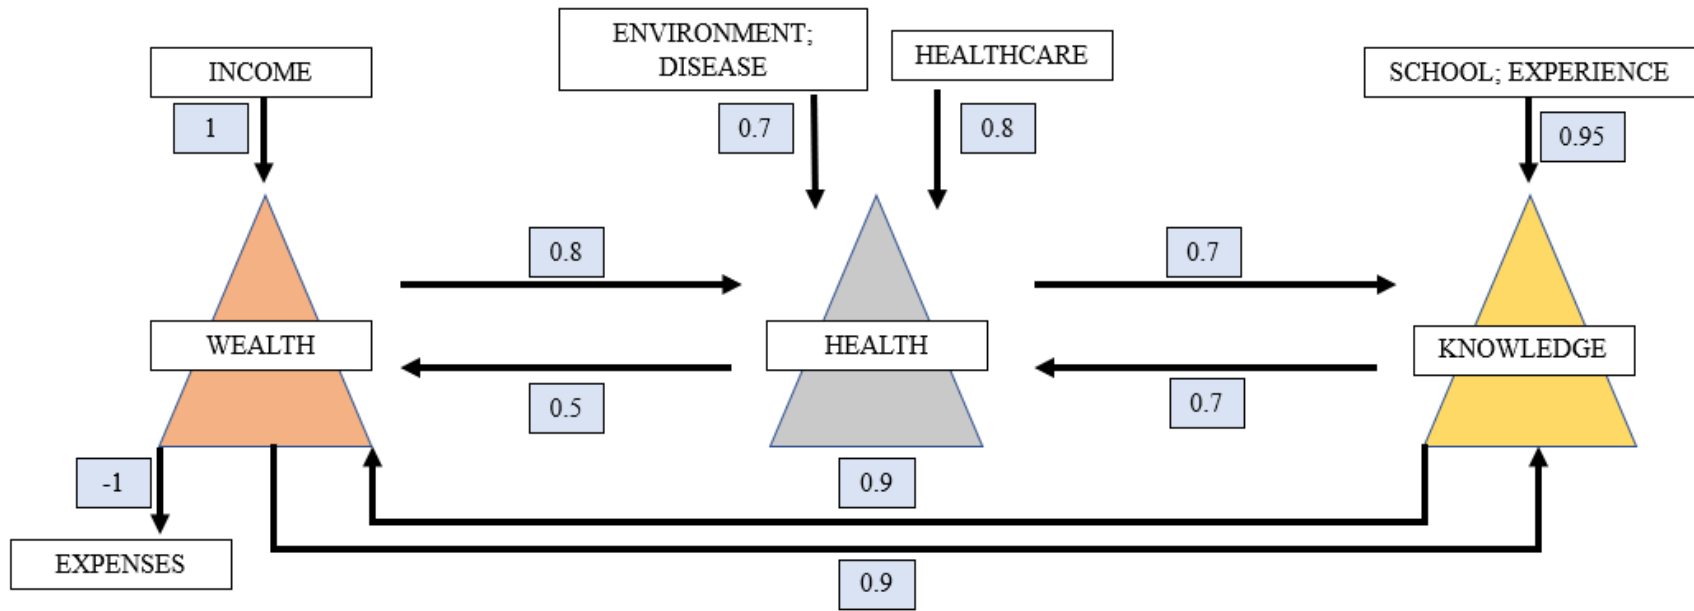 ENVIRONMENT;
DISEASE
HEALTHCARE
INCOME
SCHOOL; EXPERIENCE
1
0.7
0.8
0.95
0.8
0.7
WEALTH
HEALTH
KNOWLEDGE
0.5
0.7
-1
0.9
EXPENSES
0.9